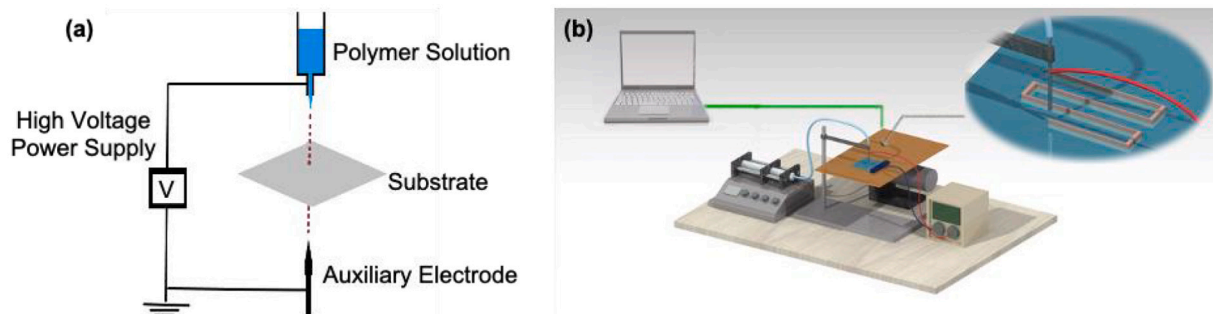 (a)
Polymer Solution
High Voltage
Power Supply
V
Substrate
Auxiliary Electrode
(b)